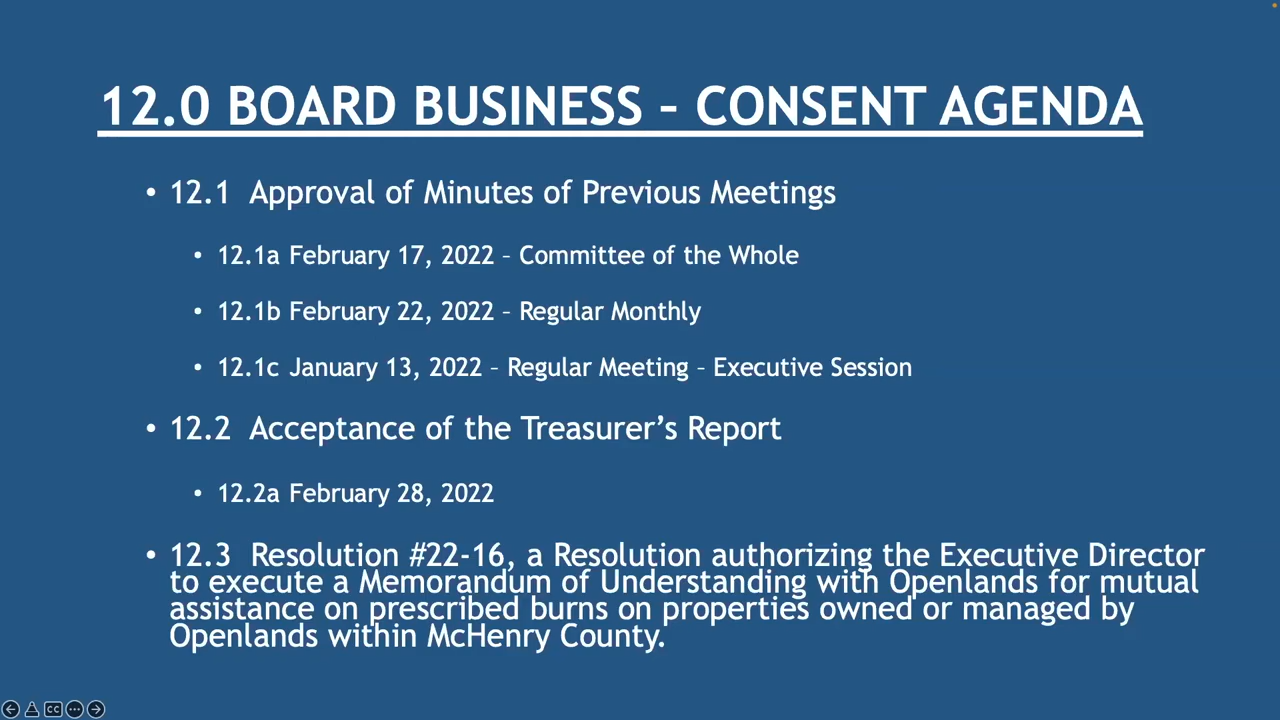 12.0 BOARD BUSINESS – CONSENT AGENDA
• 12.1 Approval of Minutes of Previous Meetings
• 12.1a February 17, 2022 – Committee of the Whole
• 12.1b February 22, 2022 – Regular Monthly
• 12.1c January 13, 2022 – Regular Meeting – Executive Session
• 12.2 Acceptance of the Treasurer’s Report
• 12.2a February 28, 2022
• 12.3 Resolution #22-16, a Resolution authorizing the Executive Director
to execute a Memorandum of Understanding with Openlands for mutual
assistance on prescribed burns on properties owned or managed by
Openlands within McHenry County.
CC